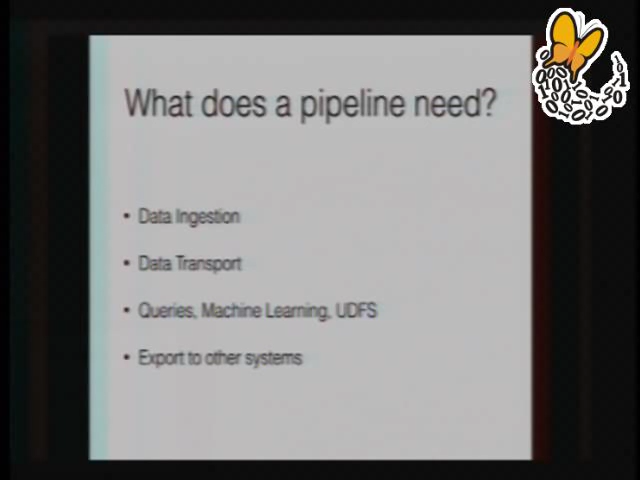 What does a pipeline need?
• Data Ingestion
• Data Transport
• Queries, Machine Learning, UDFS
• Export to other systems